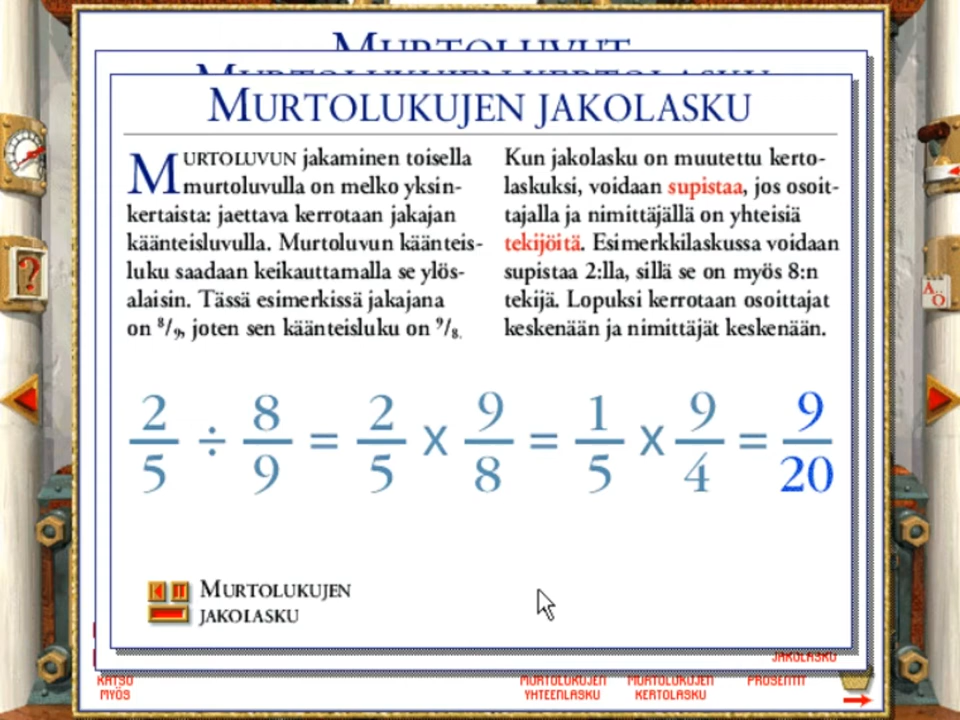 MURTOLUVUT
MURTOLUKUJEN KERTOLASKU
MURTOLUKUJEN JAKOLASKU
MURTOLUVUN jakaminen toisella
murtoluvulla on melko yksin-
kertaista: jaettava kerrotaan jakajan
käänteisluvulla. Murtoluvun käänteis-
luku saadaan keikauttamalla se ylös-
alaisin. Tässä esimerkissä jakajana
on 8/9, joten sen käänteisluku on 9/8.
Kun jakolasku on muutettu kerto-
laskuksi, voidaan supistaa, jos osoit-
tajalla ja nimittäjällä on yhteisiä
tekijöitä. Esimerkkilaskussa voidaan
supistaa 2:lla, sillä se on myös 8:n
tekijä. Lopuksi kerrotaan osoittajat
keskenään ja nimittäjät keskenään.
2/5 ÷ 8/9 = 2/5 x 9/8 = 1/5 x 9/4 = 9/20
MURTOLUKUJEN
JAKOLASKU
JAKOLASKU
KATSO
MYÖS
MURTOLUKUJEN
YHTEENLASKU
MURTOLUKUJEN
KERTOLASKU
PROSENTIT
?
A..Ö